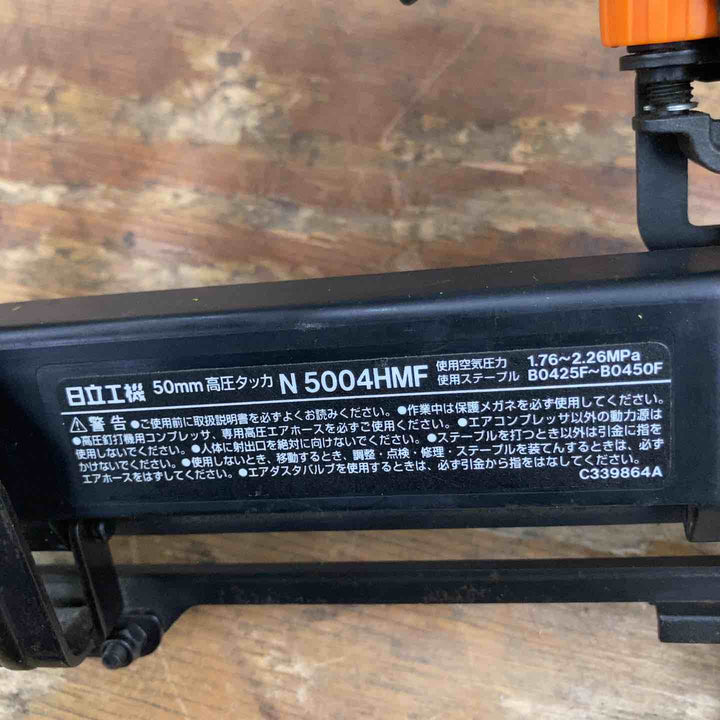 日立工機 50mm 高圧タッカ N 5004HMF 使用空気圧力 1.76~2.26MPa
使用ステープル B0425F~B0450F
⚠警告 ●ご使用前に取扱説明書を必ずよくお読みください。●作業中は保護メガネを必ず使用してください。
●高圧釘打機用コンプレッサ、専用高圧エアホースを必ずご使用ください。●エアコンプレッサ以外の動力源は
使用しないでください。●人体に射出口を絶対に向けないでください。●ステープルを打つとき以外は引金に指を
かけないでください。●使用しないとき、移動するとき、調整・点検・修理・ステープルを装てんするときは、必ず
エアホースをはずしてください。●エアダスタバルブを使用するときは、必ず引金から指をはなしてください。
C339864A